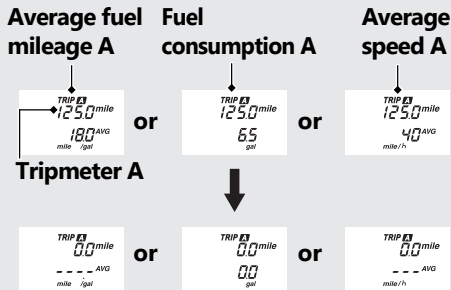 Average fuel mileage A
Fuel consumption A
Average speed A
TRIP A
125.0 mile
180 AVG
mile /gal
or
TRIP A
125.0 mile
6.5
gal
or
TRIP A
125.0 mile
40 AVG
mile/h
Tripmeter A
TRIP A
0.0 mile
---- AVG
mile /gal
or
TRIP A
0.0 mile
0.0
gal
or
TRIP A
0.0 mile
--- AVG
mile/h